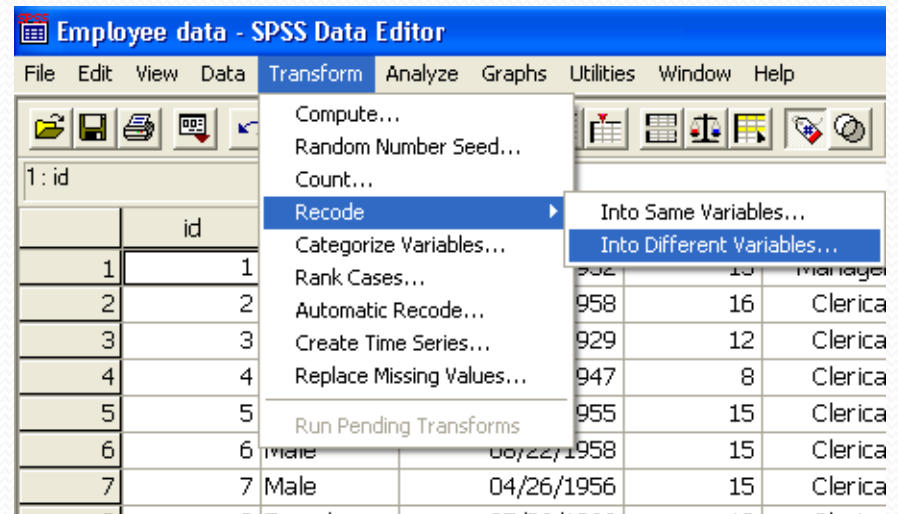 SPSS
Employee data - SPSS Data Editor
File Edit View Data Transform Analyze Graphs Utilities Window Help
1 : id
Compute...
Random Number Seed...
Count...
Recode
Categorize Variables...
Rank Cases...
Automatic Recode...
Create Time Series...
Replace Missing Values...
Run Pending Transforms
Into Same Variables...
Into Different Variables...
id
1 1 15
2 2 958 16 Clerica
3 3 929 12 Clerica
4 4 947 8 Clerica
5 5 955 15 Clerica
6 6 Male 08/22/1958 15 Clerica
7 7 Male 04/26/1956 15 Clerica